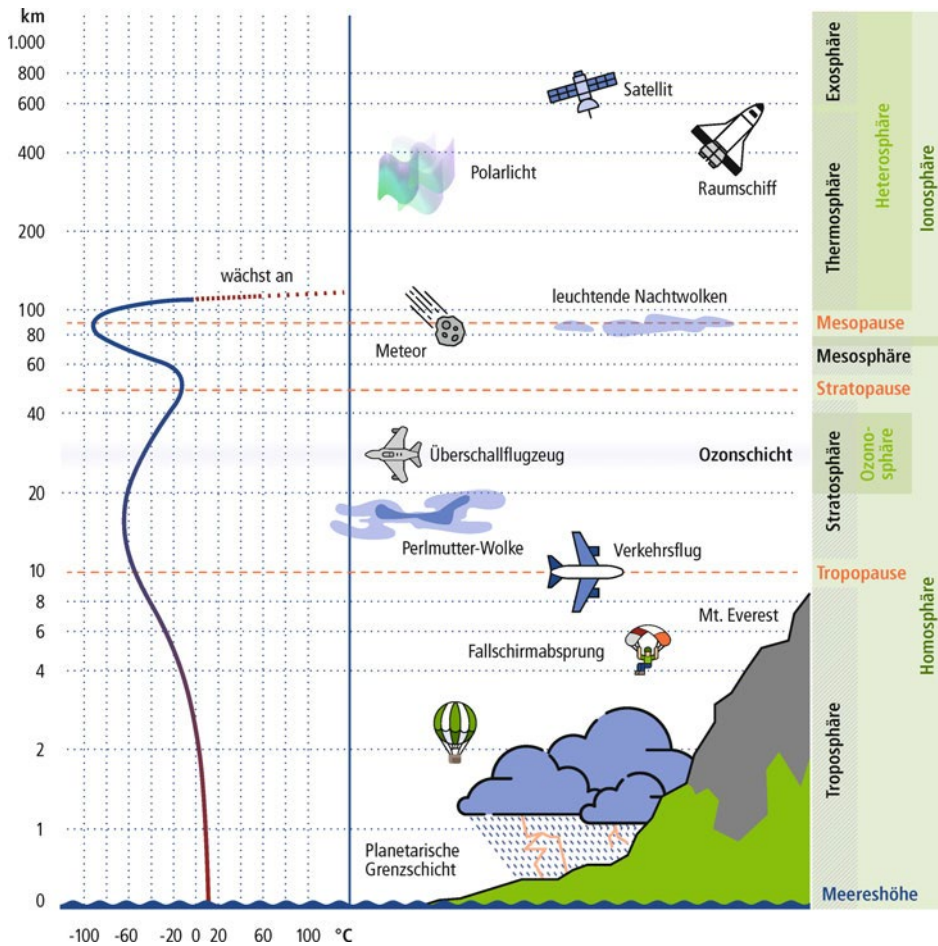 km
1.000
800
600
400
200
100
80
60
40
20
10
8
6
4
2
1
0
-100 -60 -20 0 20 60 100 °C
wächst an
Satellit
Polarlicht
Raumschiff
leuchtende Nachtwolken
Meteor
Überschallflugzeug
Ozonschicht
Perlmutter-Wolke
Verkehrsflug
Mt. Everest
Fallschirmabsprung
Planetarische
Grenzschicht
Exosphäre
Thermosphäre
Heterosphäre
Ionosphäre
Mesopause
Mesosphäre
Stratopause
Stratosphäre
Ozono-
sphäre
Tropopause
Homosphäre
Troposphäre
Meereshöhe